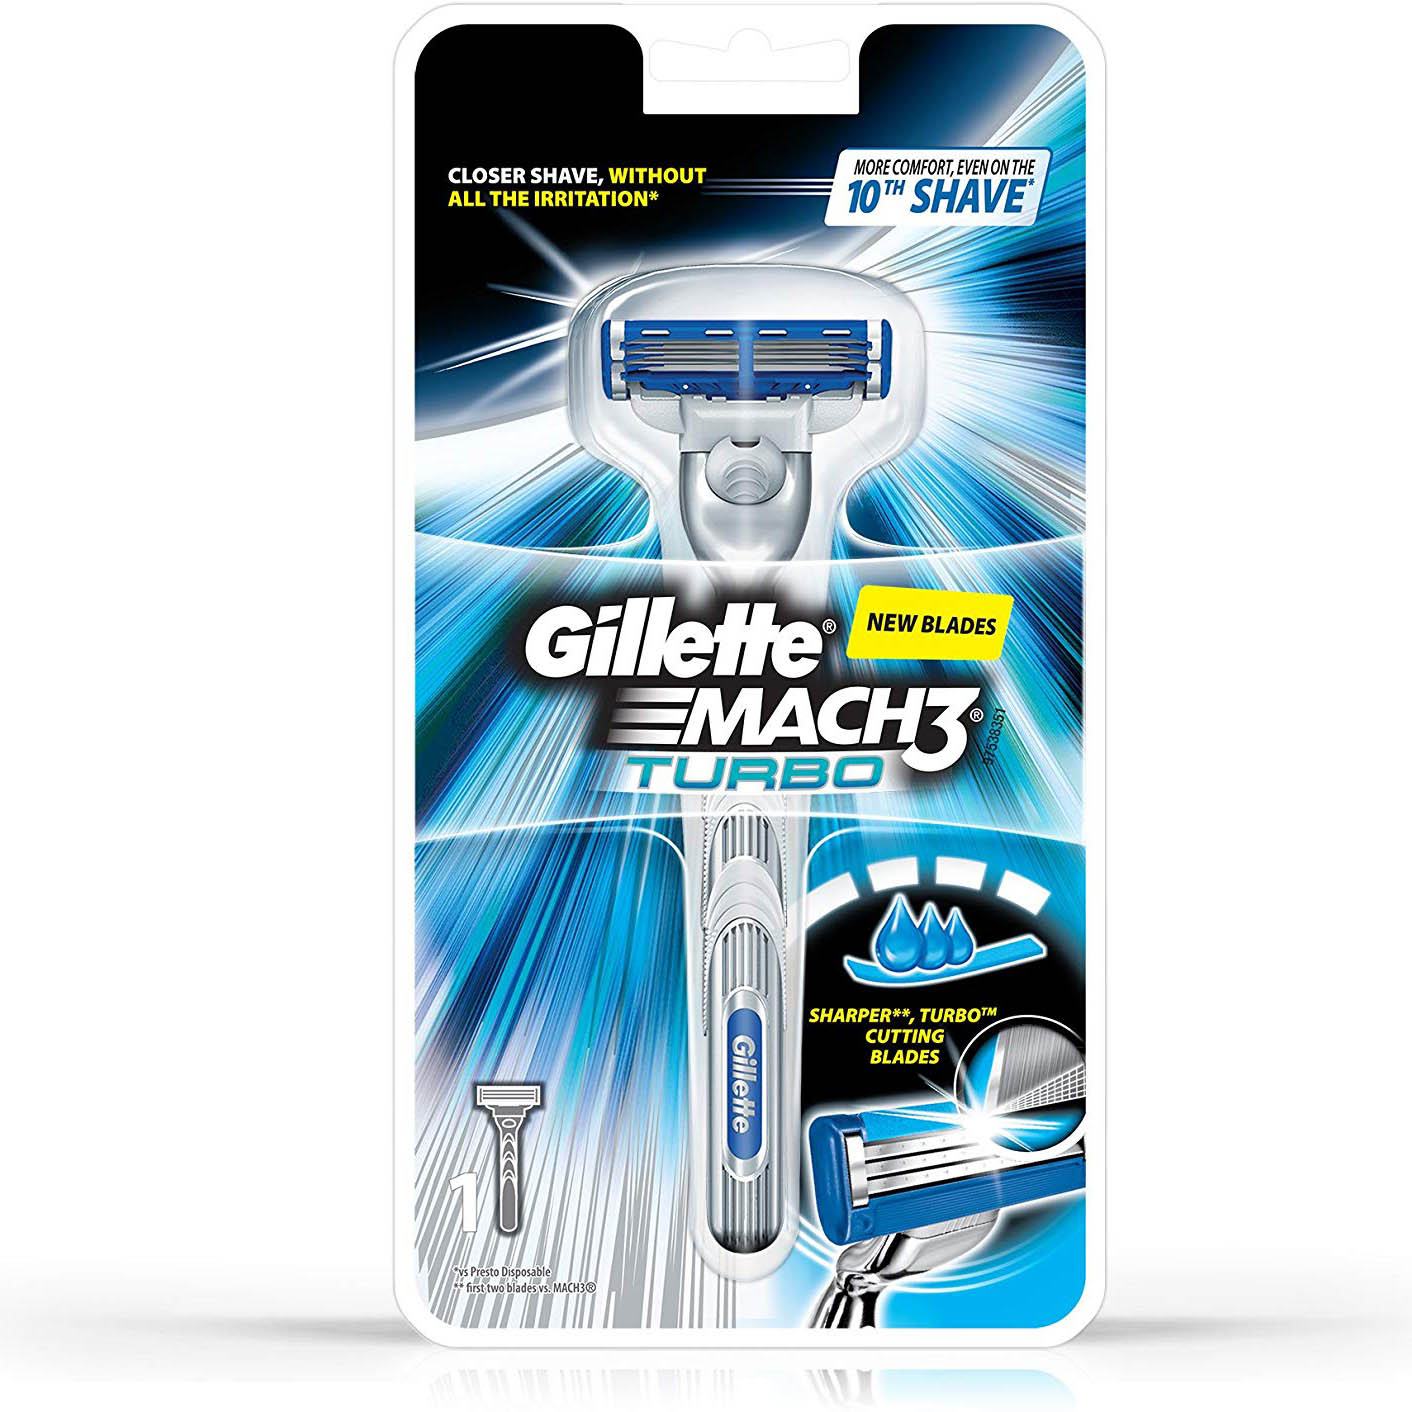 CLOSER SHAVE, WITHOUT
ALL THE IRRITATION*
MORE COMFORT, EVEN ON THE
10TH SHAVE*
Gillette®
NEW BLADES
MACH3®
TURBO
97538351
SHARPER**, TURBO™
CUTTING
BLADES
Gillette
1
*vs Presto Disposable
** first two blades vs. MACH3®